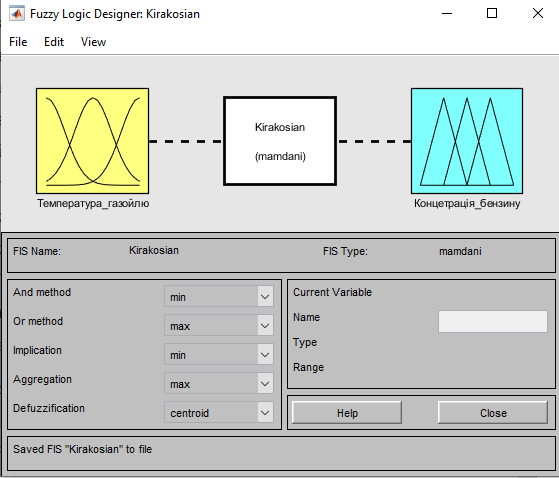 Fuzzy Logic Designer: Kirakosian
File Edit View
Kirakosian
(mamdani)
Температура_газойлю
Концетрація_бензину
FIS Name: Kirakosian FIS Type: mamdani
And method min
Or method max
Implication min
Aggregation max
Defuzzification centroid
Current Variable
Name
Type
Range
Help Close
Saved FIS "Kirakosian" to file